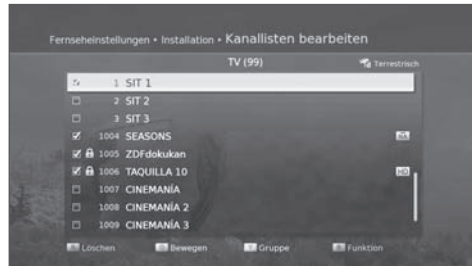 Fernseheinstellungen • Installation • Kanallisten bearbeiten
TV (99) Terrestrisch
1 SIT 1
2 SIT 2
3 SIT 3
1004 SEASONS
1005 ZDFdokukan
1006 TAQUILLA 10 HD
1007 CINEMANÍA
1008 CINEMANÍA 2
1009 CINEMANÍA 3
Löschen Bewegen Gruppe Funktion